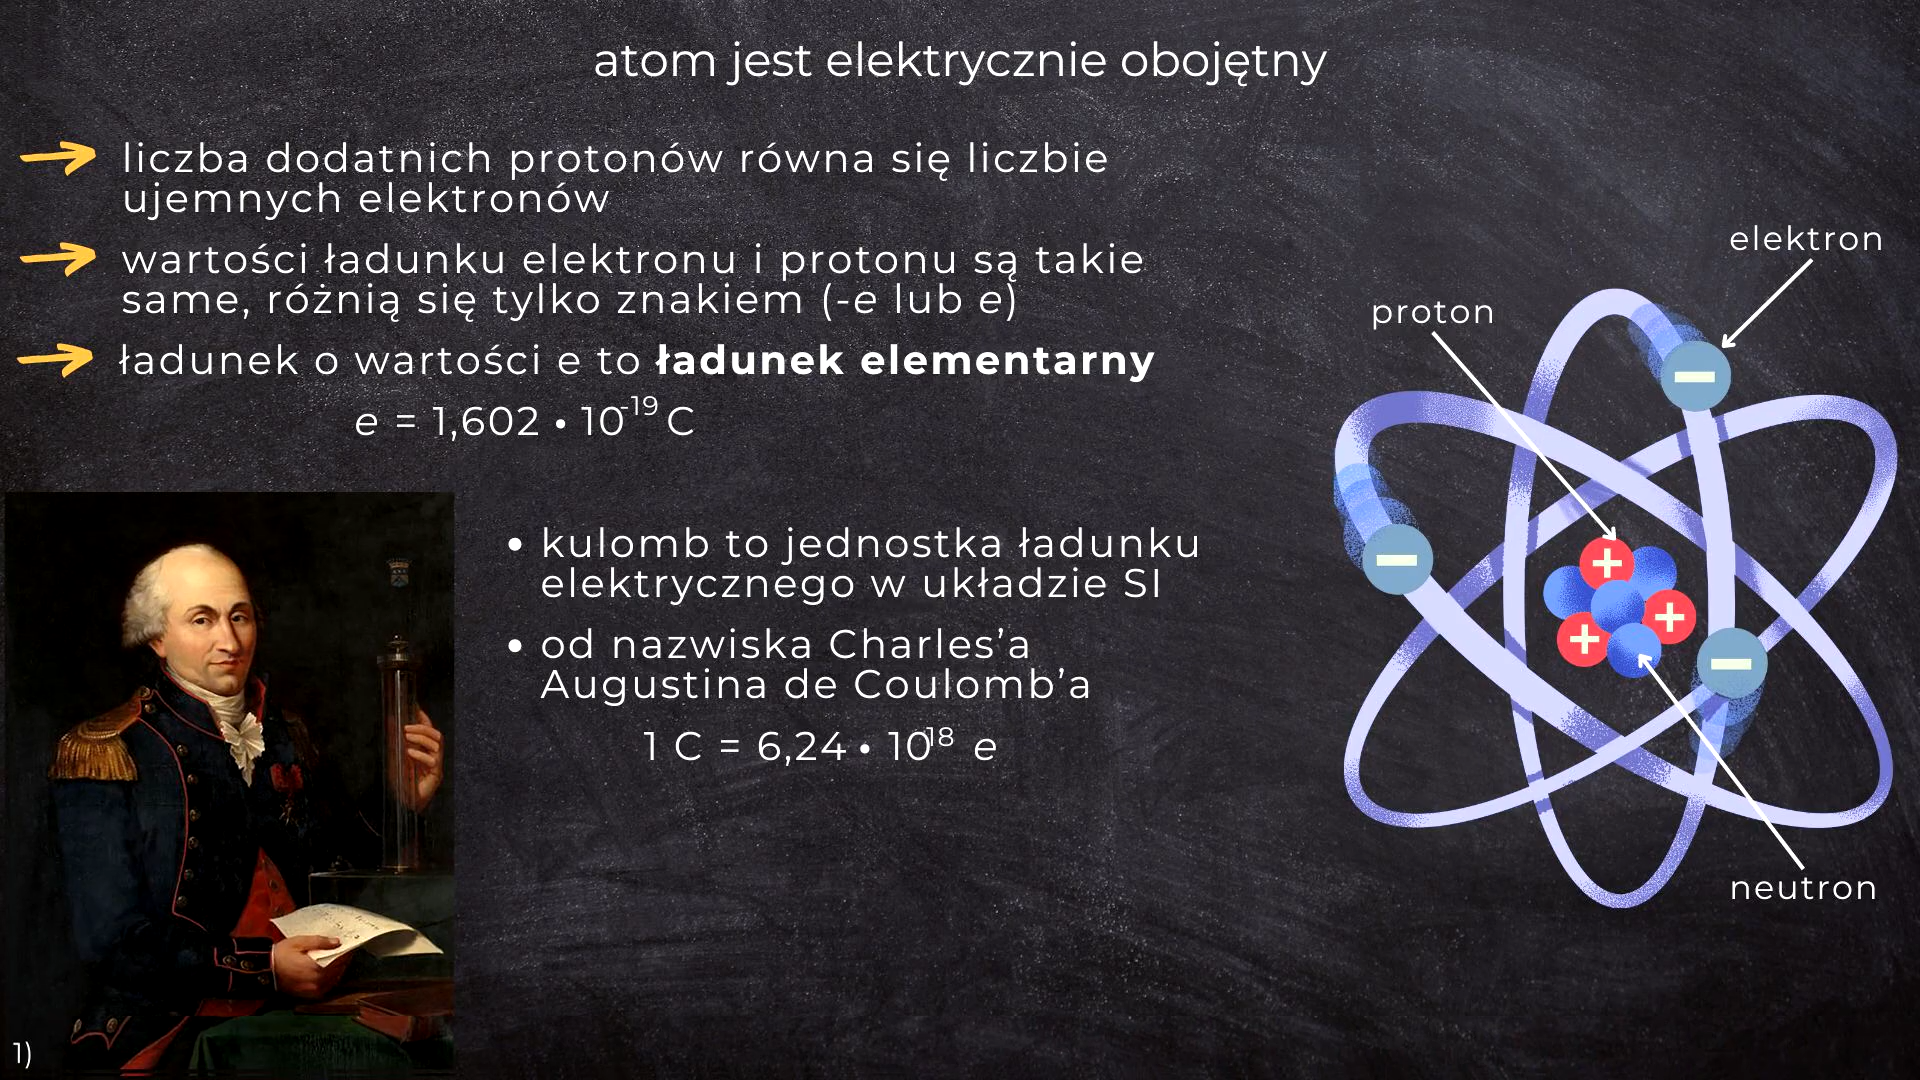 atom jest elektrycznie obojętny
liczba dodatnich protonów równa się liczbie
ujemnych elektronów
wartości ładunku elektronu i protonu są takie
same, różnią się tylko znakiem (-e lub e)
ładunek o wartości e to ładunek elementarny
e = 1,602 • 10⁻¹⁹ C
• kulomb to jednostka ładunku
elektrycznego w układzie SI
• od nazwiska Charles’a
Augustina de Coulomb’a
1 C = 6,24 • 10¹⁸ e
1)
elektron
proton
+
+
+
−
−
−
neutron